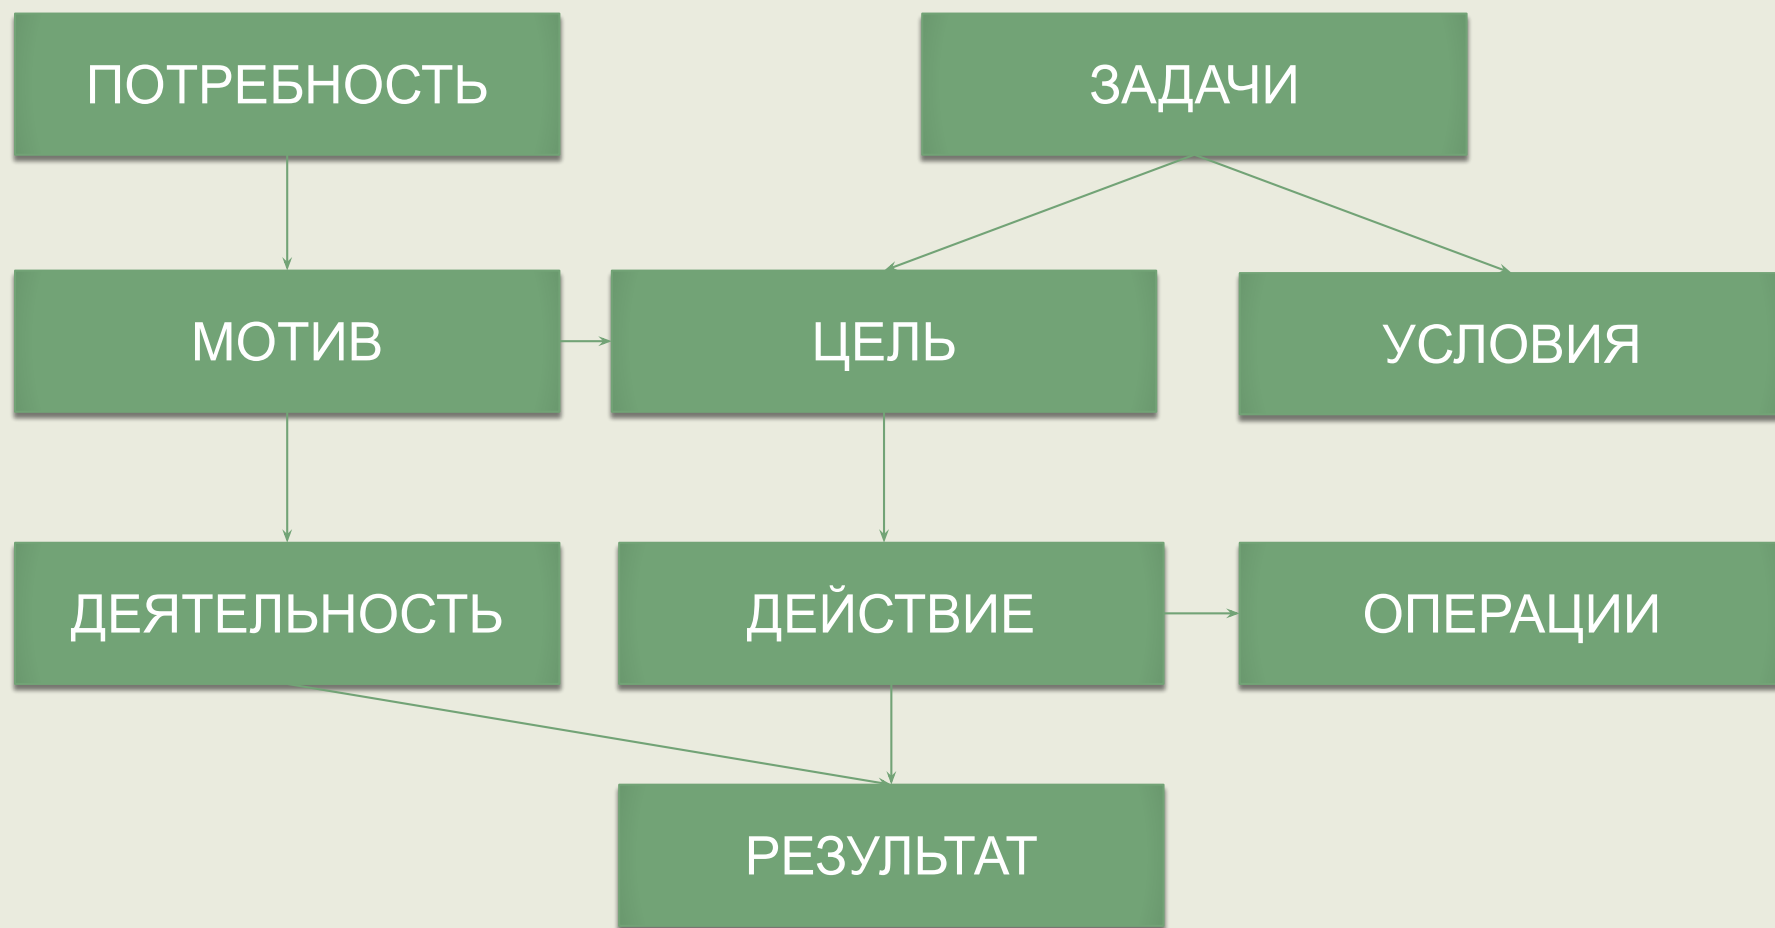 ПОТРЕБНОСТЬ
ЗАДАЧИ
МОТИВ
ЦЕЛЬ
УСЛОВИЯ
ДЕЯТЕЛЬНОСТЬ
ДЕЙСТВИЕ
ОПЕРАЦИИ
РЕЗУЛЬТАТ